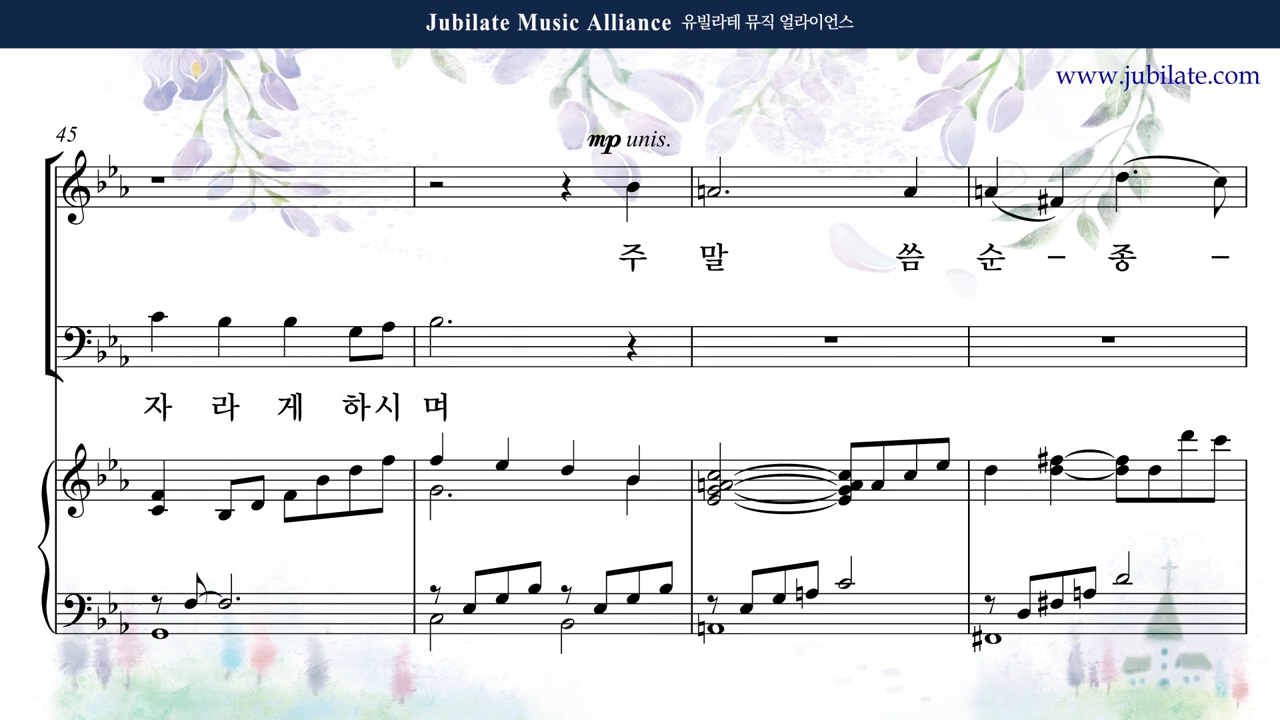 Jubilate Music Alliance 유빌라테 뮤직 얼라이언스
www.jubilate.com
45
mp unis.
주 말 씀 순 - 종 -
자 라 게 하 시 며